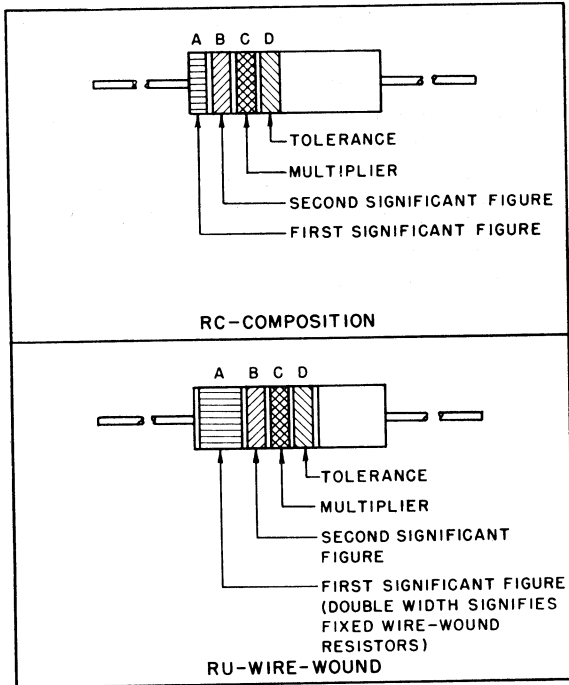 A B C D
TOLERANCE
MULTIPLIER
SECOND SIGNIFICANT FIGURE
FIRST SIGNIFICANT FIGURE
RC-COMPOSITION
A B C D
TOLERANCE
MULTIPLIER
SECOND SIGNIFICANT
FIGURE
FIRST SIGNIFICANT FIGURE
(DOUBLE WIDTH SIGNIFIES
FIXED WIRE-WOUND
RESISTORS)
RU-WIRE-WOUND